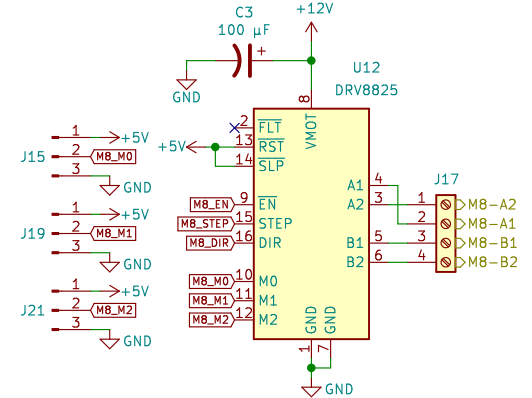 C3
100 µF
+12V
GND
U12
DRV8825
8
VMOT
2
FLT
+5V
13
RST
14
SLP
1
J15
2
3
+5V
M8_M0
GND
A1
4
A2
3
J17
1
M8-A2
2
M8-A1
3
M8-B1
4
M8-B2
M8_EN
9
EN
M8_STEP
15
STEP
M8_DIR
16
DIR
B1
5
B2
6
1
J19
2
3
+5V
M8_M1
GND
M8_M0
10
M0
M8_M1
11
M1
M8_M2
12
M2
1
J21
2
3
+5V
M8_M2
GND
GND
GND
1
7
GND